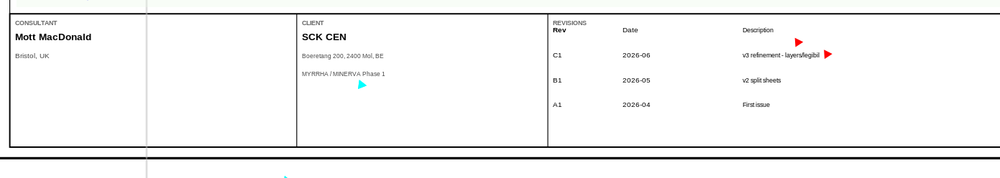 CONSULTANT
Mott MacDonald
Bristol, UK
CLIENT
SCK CEN
Boeretang 200, 2400 Mol, BE
MYRRHA / MINERVA Phase 1
REVISIONS
Rev Date Description
C1 2026-06 v3 refinement - layers/legibil
B1 2026-05 v2 split sheets
A1 2026-04 First issue